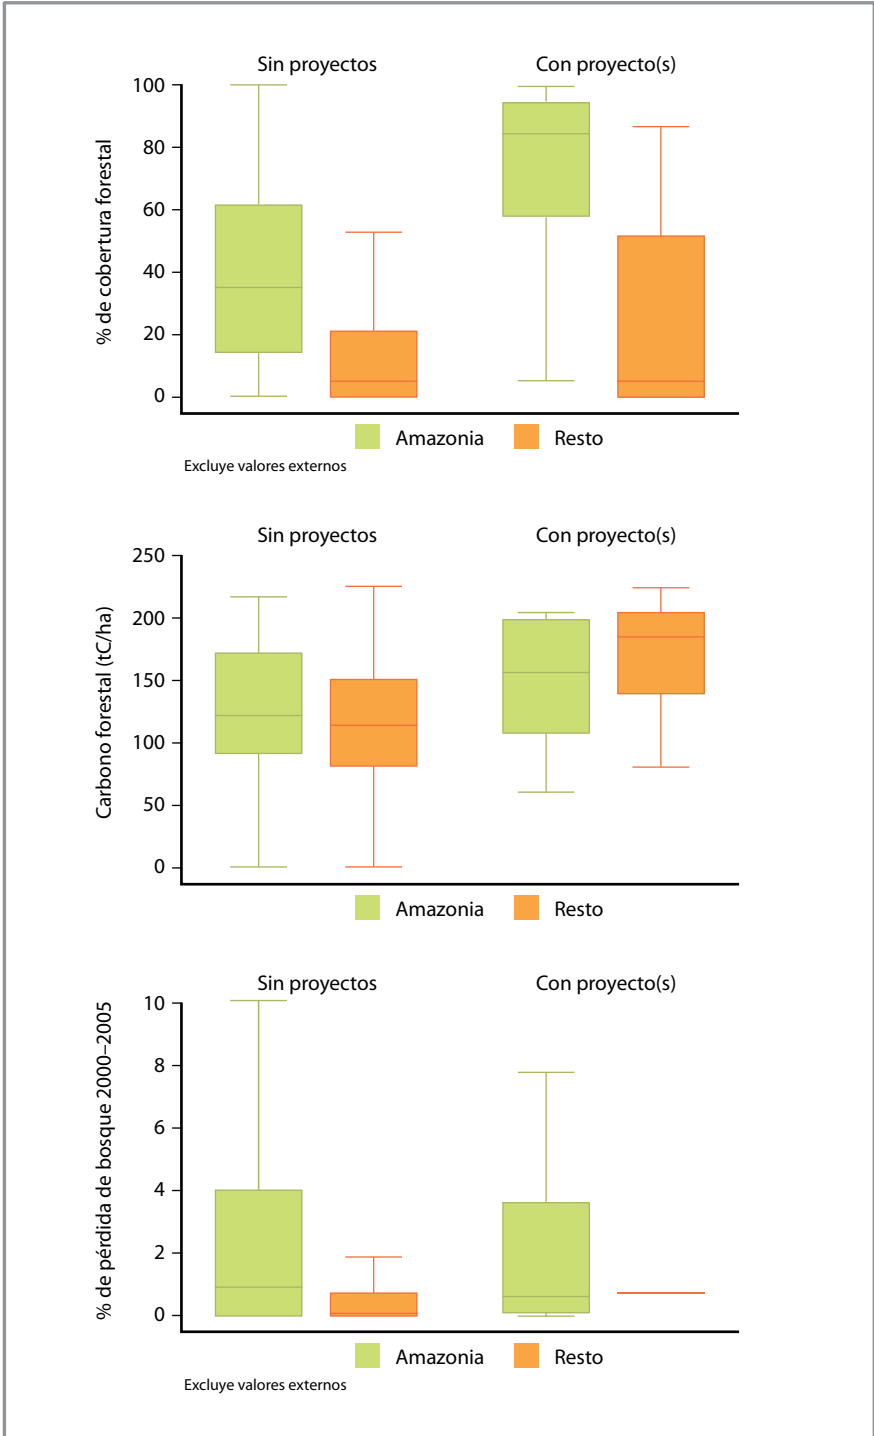 Sin proyectos
Con proyecto(s)
% de cobertura forestal
100
80
60
40
20
0
Amazonia
Resto
Excluye valores externos
Sin proyectos
Con proyecto(s)
Carbono forestal (tC/ha)
250
200
150
100
50
0
Amazonia
Resto
Sin proyectos
Con proyecto(s)
% de pérdida de bosque 2000–2005
10
8
6
4
2
0
Amazonia
Resto
Excluye valores externos